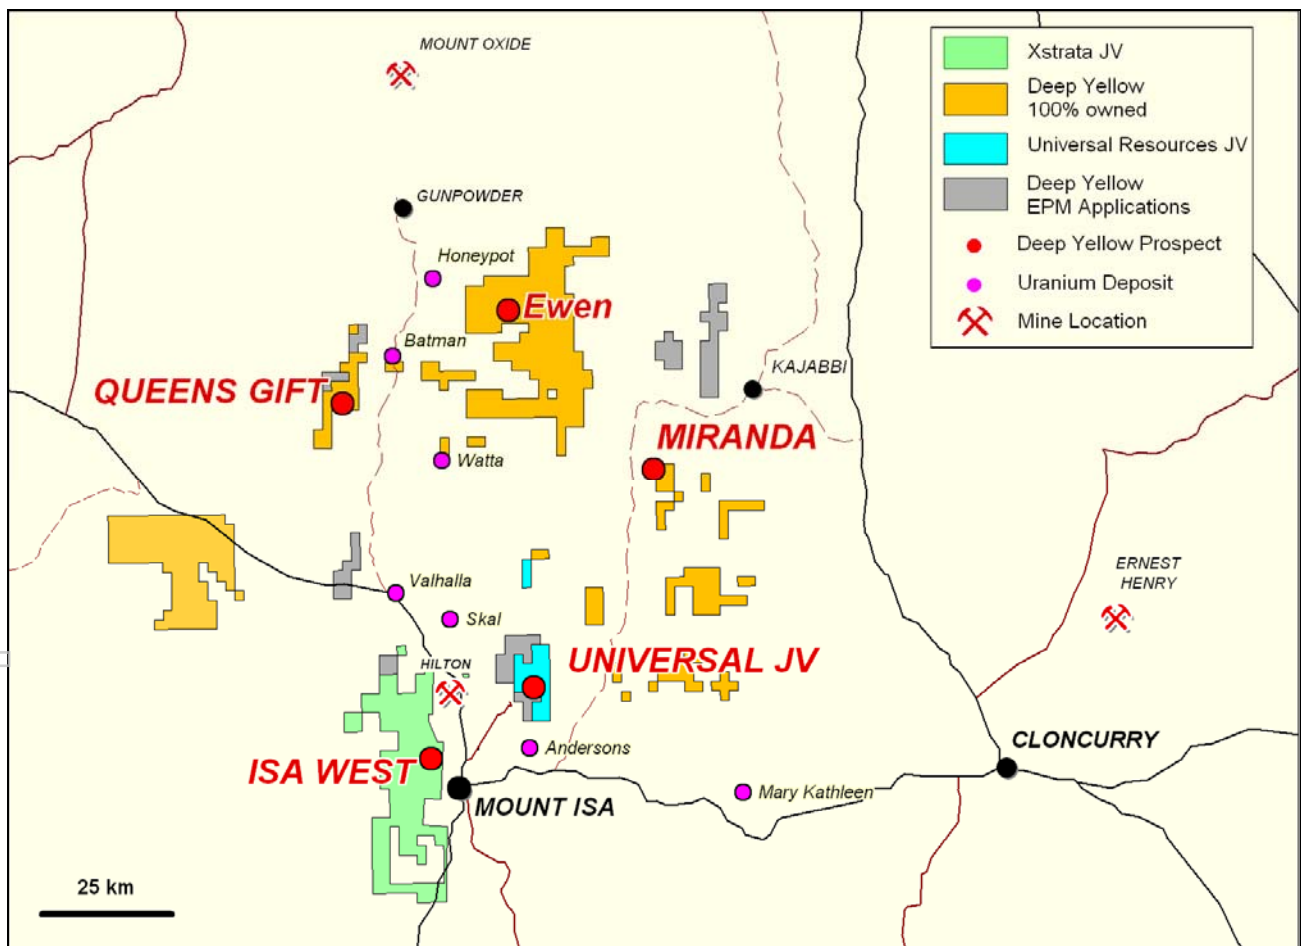 MOUNT OXIDE
Xstrata JV
Deep Yellow
100% owned
Universal Resources JV
Deep Yellow
EPM Applications
Deep Yellow Prospect
Uranium Deposit
Mine Location
GUNPOWDER
Honeypot
Ewen
Batman
KAJABBI
QUEENS GIFT
MIRANDA
Watta
ERNEST
HENRY
Valhalla
Skal
HILTON
UNIVERSAL JV
CLONCURRY
Andersons
ISA WEST
Mary Kathleen
MOUNT ISA
25 km